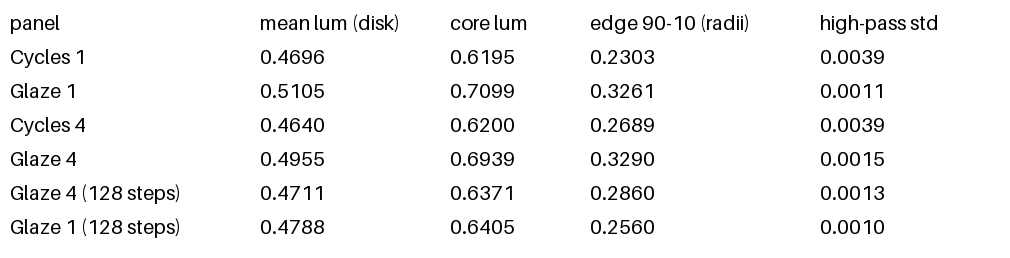 panel mean lum (disk) core lum edge 90-10 (radii) high-pass std
Cycles 1 0.4696 0.6195 0.2303 0.0039
Glaze 1 0.5105 0.7099 0.3261 0.0011
Cycles 4 0.4640 0.6200 0.2689 0.0039
Glaze 4 0.4955 0.6939 0.3290 0.0015
Glaze 4 (128 steps) 0.4711 0.6371 0.2860 0.0013
Glaze 1 (128 steps) 0.4788 0.6405 0.2560 0.0010